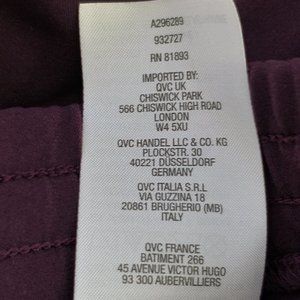 A296289
932727
RN 81893
IMPORTED BY:
QVC UK
CHISWICK PARK
566 CHISWICK HIGH ROAD
LONDON
W4 5XU
QVC HANDEL LLC & CO. KG
PLOCKSTR. 30
40221 DÜSSELDORF
GERMANY
QVC ITALIA S.R.L
VIA GUZZINA 18
20861 BRUGHERIO (MB)
ITALY
QVC FRANCE
BATIMENT 266
45 AVENUE VICTOR HUGO
93 300 AUBERVILLIERS